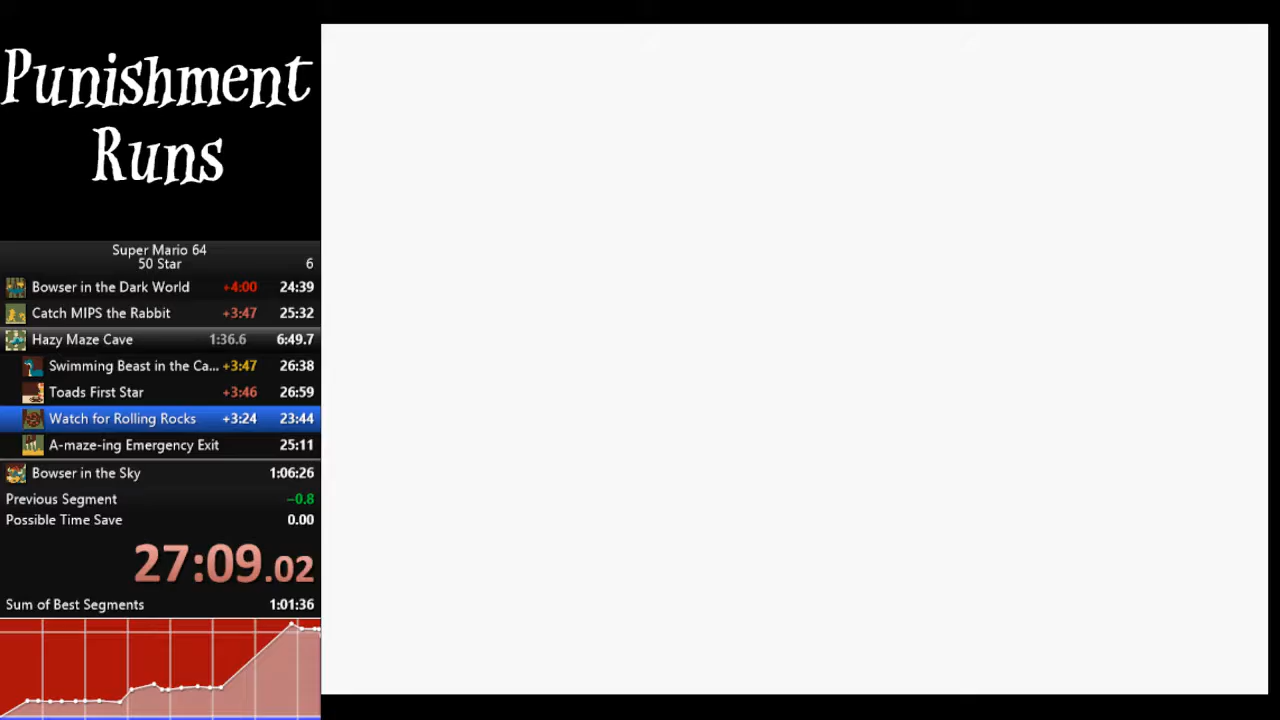 Punishment
Runs
Super Mario 64
50 Star 6
Bowser in the Dark World +4:00 24:39
Catch MIPS the Rabbit +3:47 25:32
Hazy Maze Cave 1:36.6 6:49.7
Swimming Beast in the Ca... +3:47 26:38
Toads First Star +3:46 26:59
Watch for Rolling Rocks +3:24 23:44
A-maze-ing Emergency Exit 25:11
Bowser in the Sky 1:06:26
Previous Segment −0.8
Possible Time Save 0.00
27:09.02
Sum of Best Segments 1:01:36